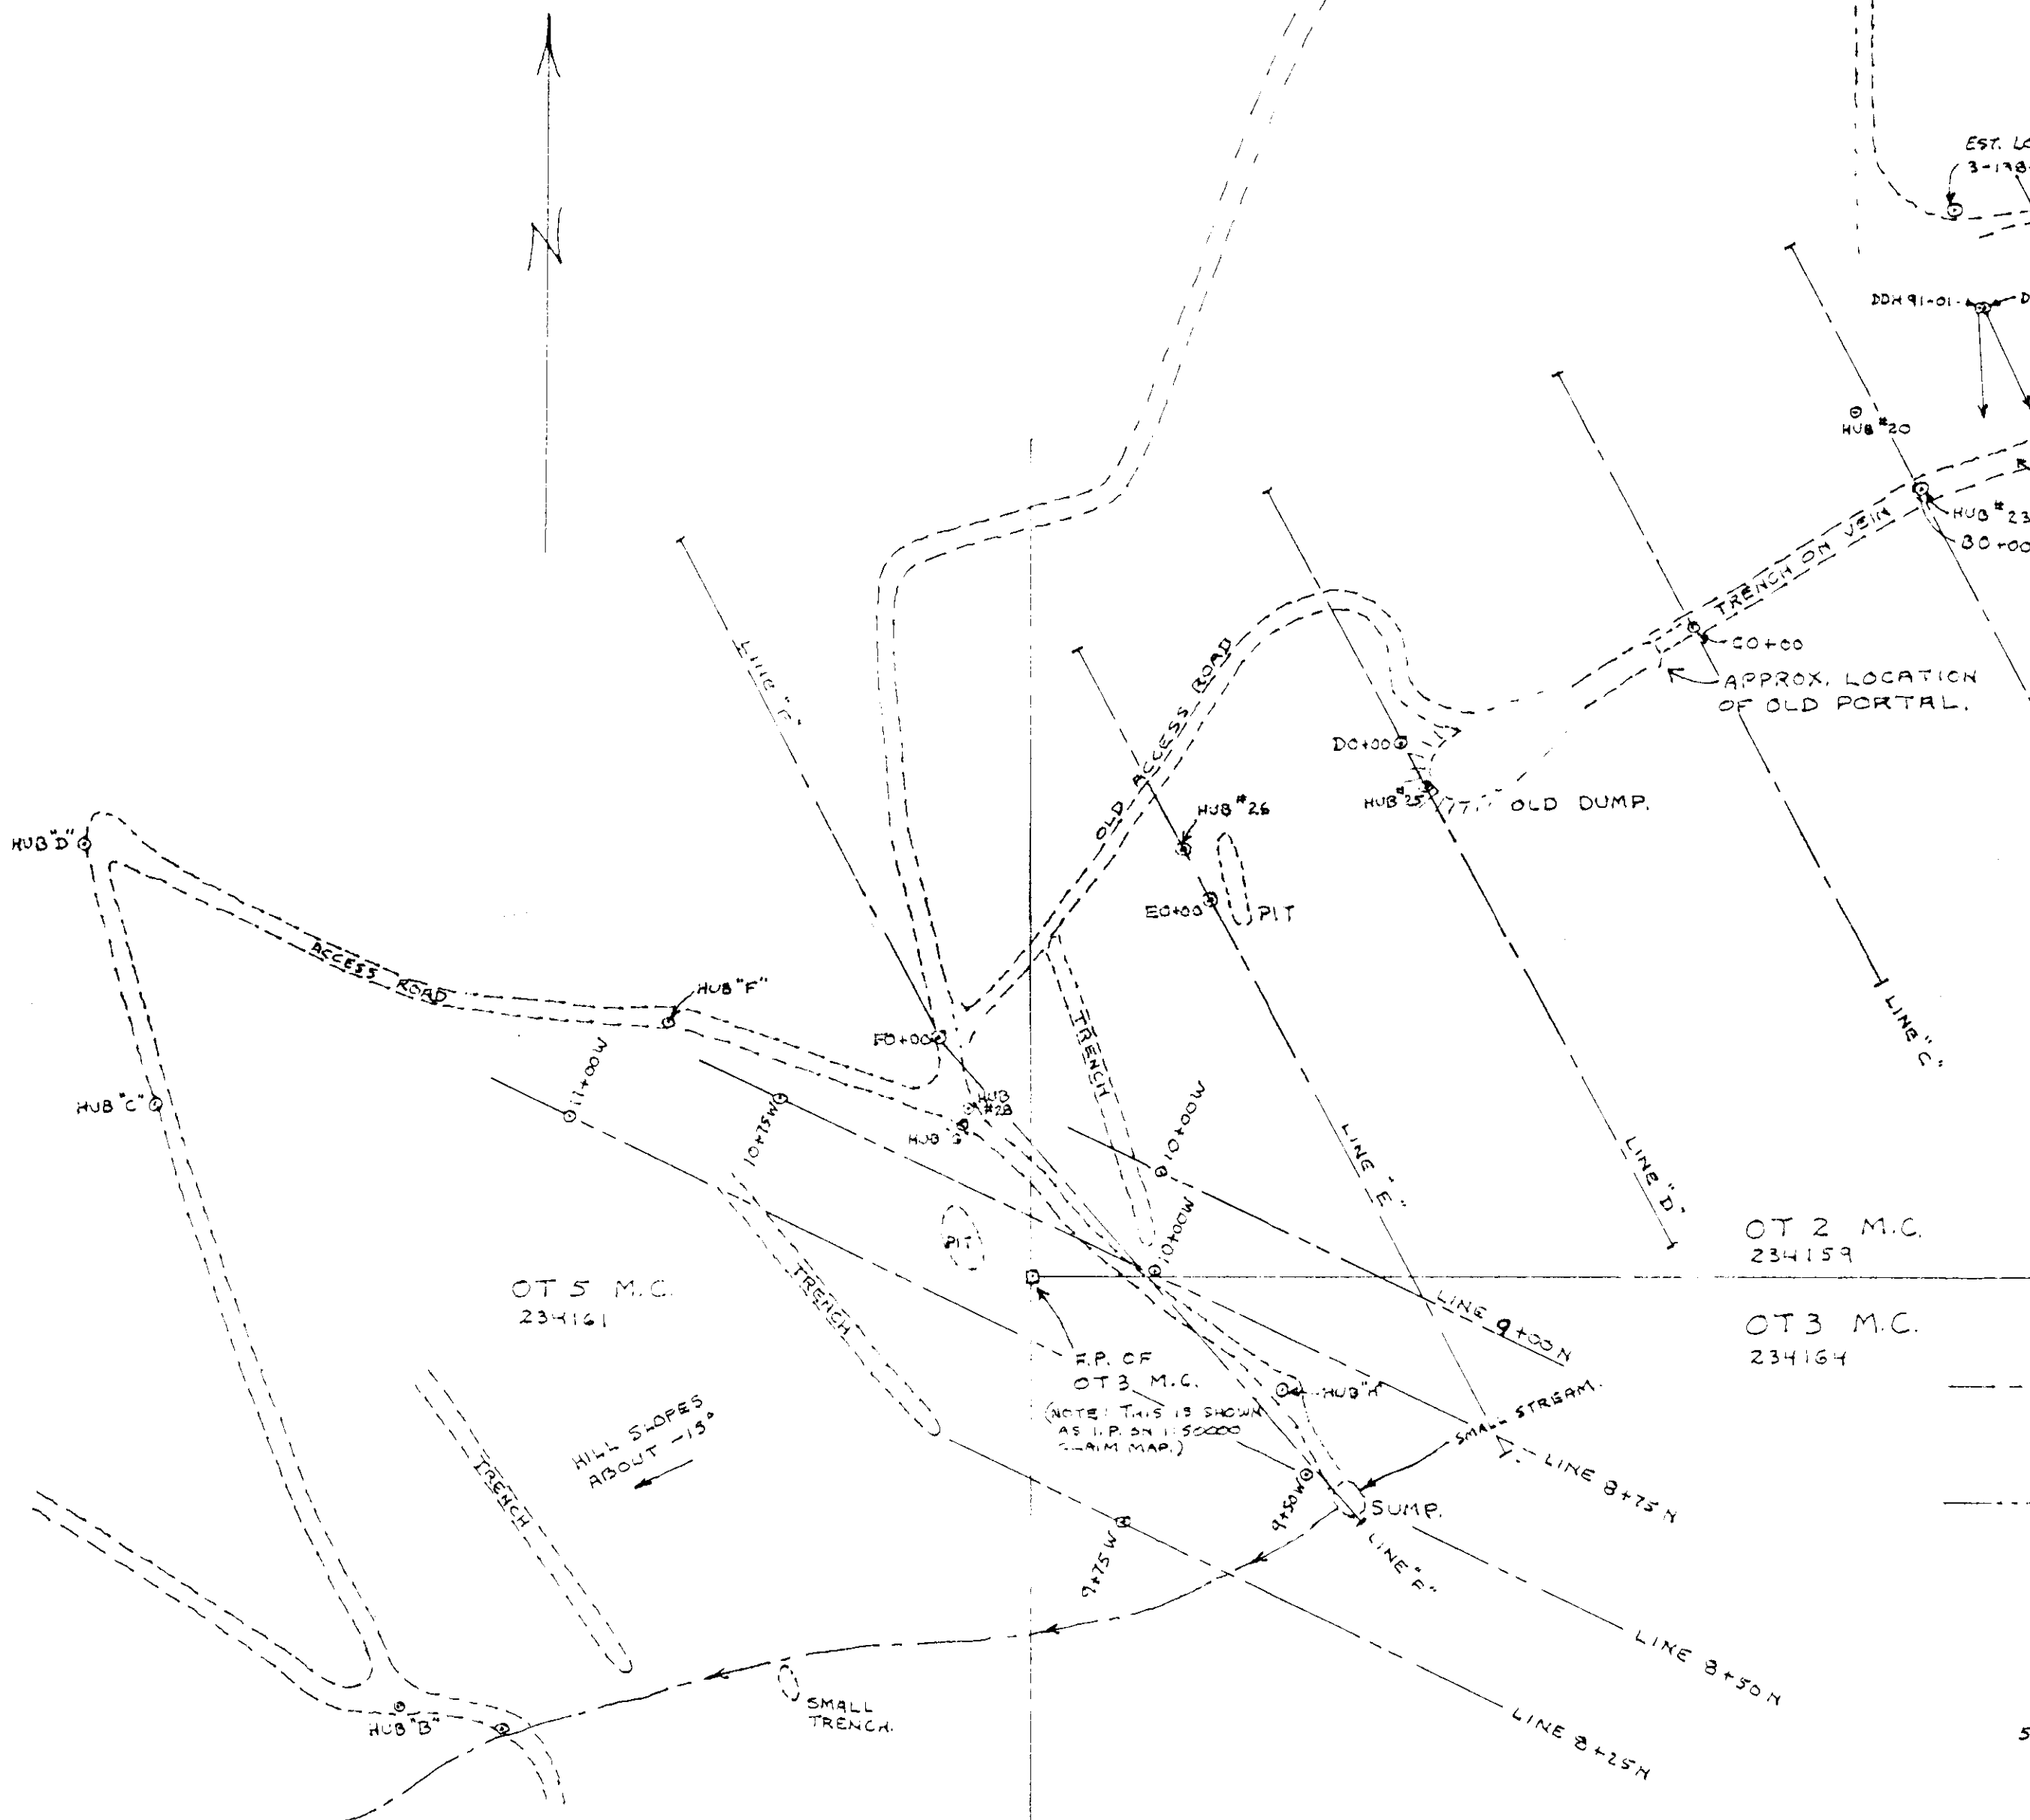 N
EST. LO
3-138-
DDH 91-01
D
HUB #20
HUB #23
B0+00
TRENCH ON VEIN
C0+00
APPROX. LOCATION
OF OLD PORTAL.
LINE "F"
OLD ACCESS ROAD
D0+00
HUB #25
OLD DUMP.
HUB #26
E0+00
PIT
HUB "D"
ACCESS ROAD
HUB "F"
F0+00
TRENCH
LINE "C"
HUB "C"
11+00W
10+75W
HUB
#28
HUB "G"
10+00W
10+00W
LINE "E"
LINE "D"
PIT
OT 2 M.C.
234159
OT 5 M.C.
234161
TRENCH
LINE 9+00 N
OT 3 M.C.
234164
F.P. OF
OT 3 M.C.
(NOTE: THIS IS SHOWN
AS I.P. ON 1:50000
CLAIM MAP.)
HUB "H"
SMALL STREAM.
HILL SLOPES
ABOUT -15°
TRENCH
LINE 8+75 N
9+50W
SUMP.
9+75W
LINE "F"
LINE 8+50 N
SMALL
TRENCH.
HUB "B"
LINE 8+25 N
5